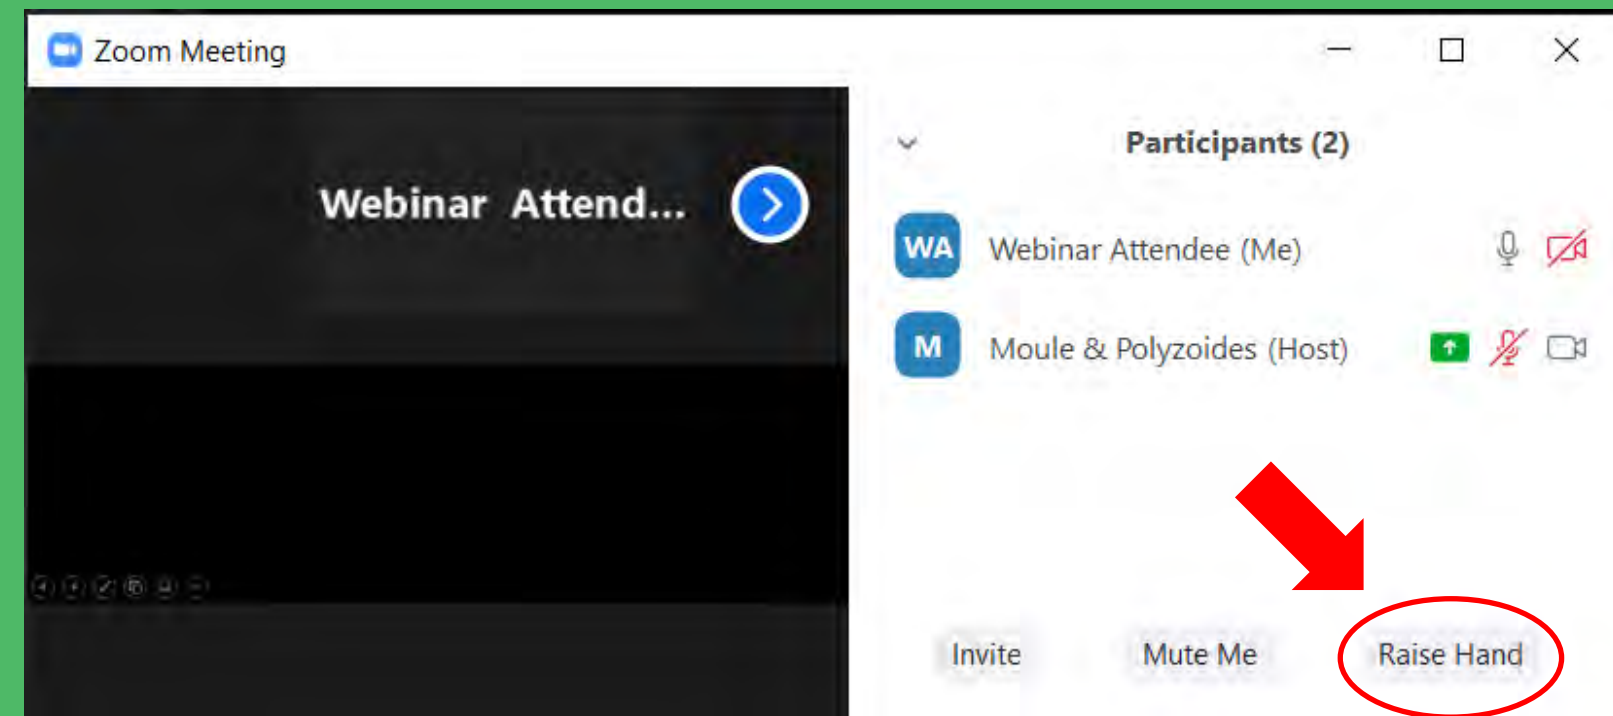 Zoom Meeting
Webinar Attend...
Participants (2)
WA Webinar Attendee (Me)
M Moule & Polyzoides (Host)
Invite Mute Me Raise Hand